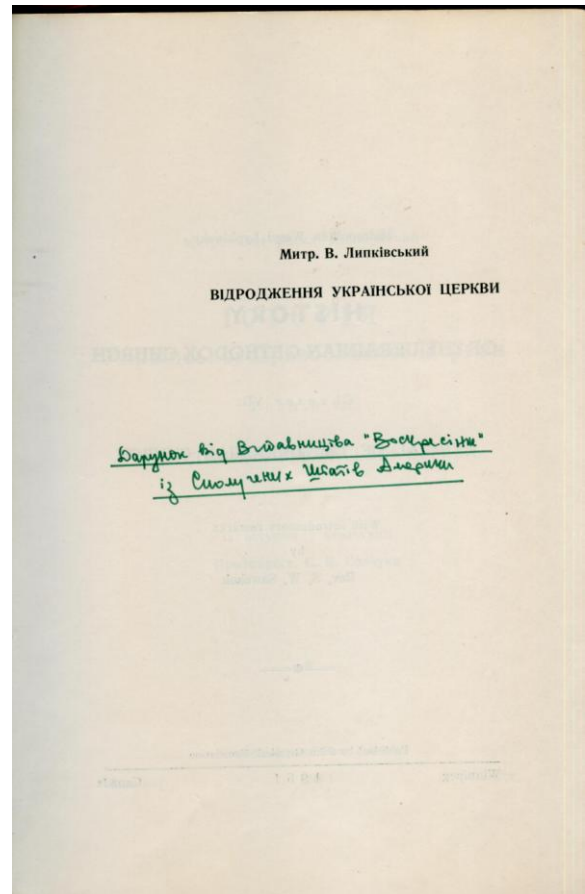 Митр. В. Липківський
ВІДРОДЖЕННЯ УКРАЇНСЬКОЇ ЦЕРКВИ
Дарунок від Видавництва "Воскресіння"
із Сполучених Штатів Америки